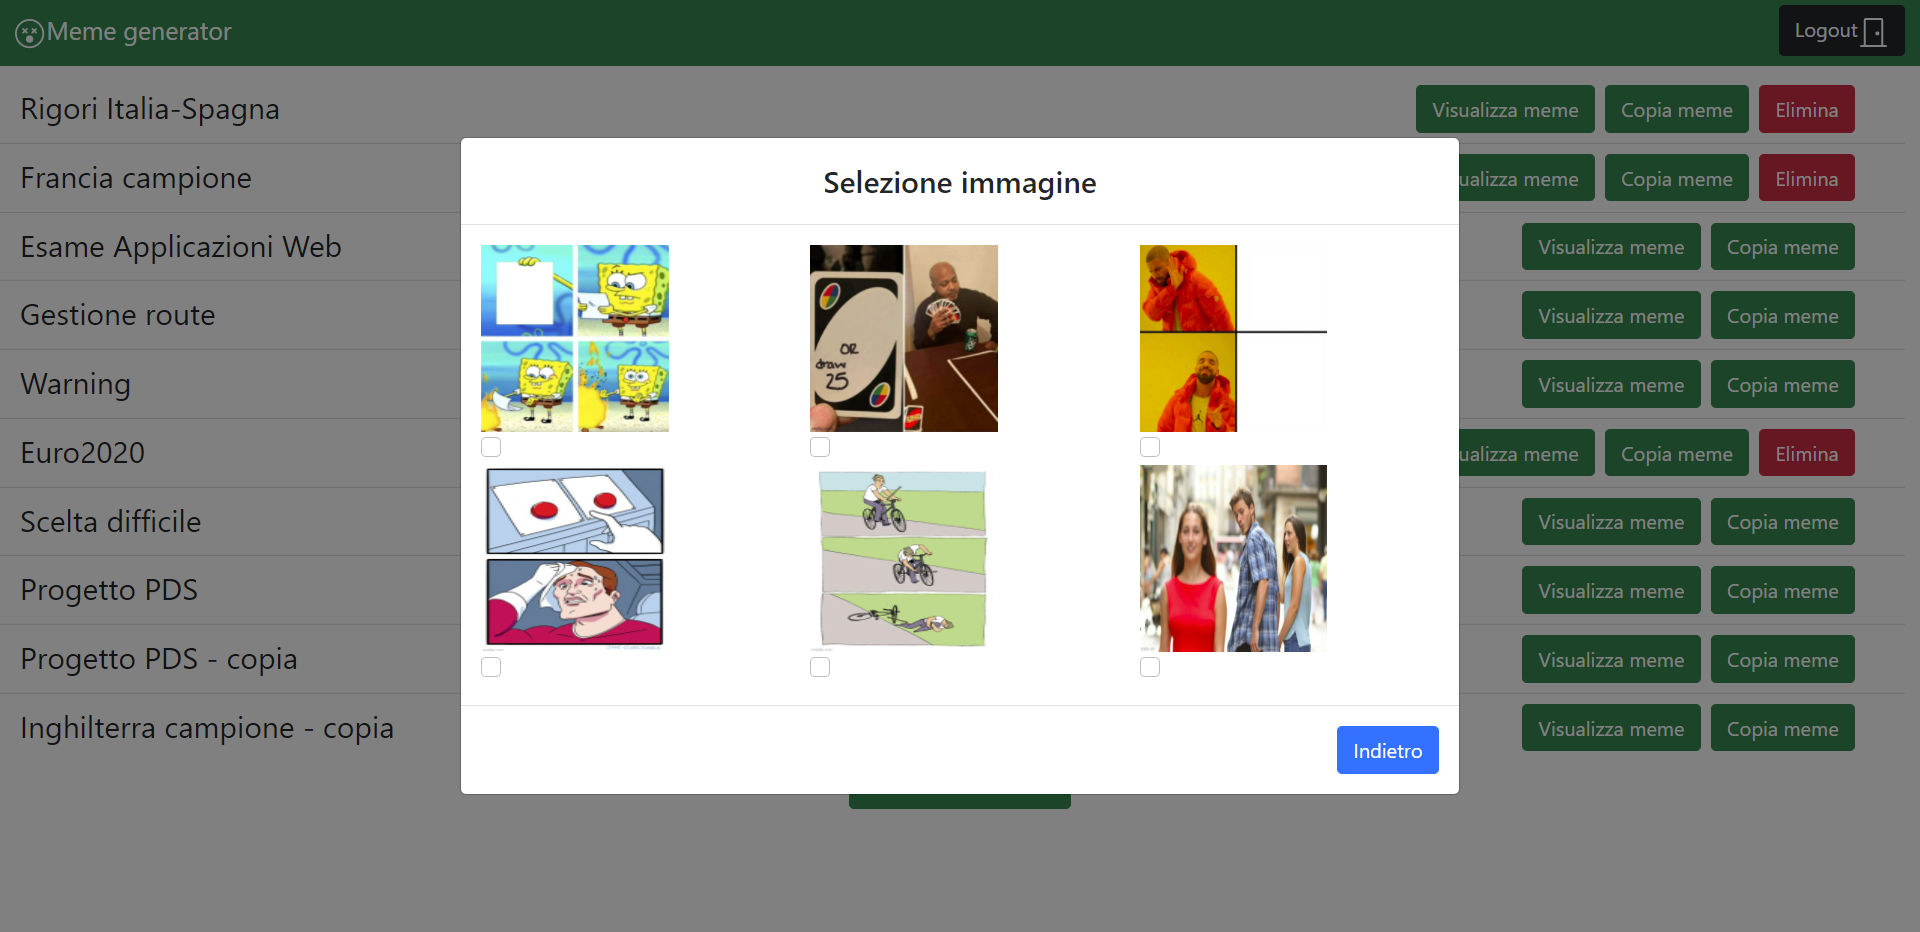 Meme generator
Logout
Rigori Italia-Spagna
Visualizza meme
Copia meme
Elimina
Francia campione
ualizza meme
Copia meme
Elimina
Esame Applicazioni Web
Visualizza meme
Copia meme
Gestione route
Visualizza meme
Copia meme
Warning
Visualizza meme
Copia meme
Euro2020
ualizza meme
Copia meme
Elimina
Scelta difficile
Visualizza meme
Copia meme
Progetto PDS
Visualizza meme
Copia meme
Progetto PDS - copia
Visualizza meme
Copia meme
Inghilterra campione - copia
Visualizza meme
Copia meme
Selezione immagine
OR
draw
25
Indietro